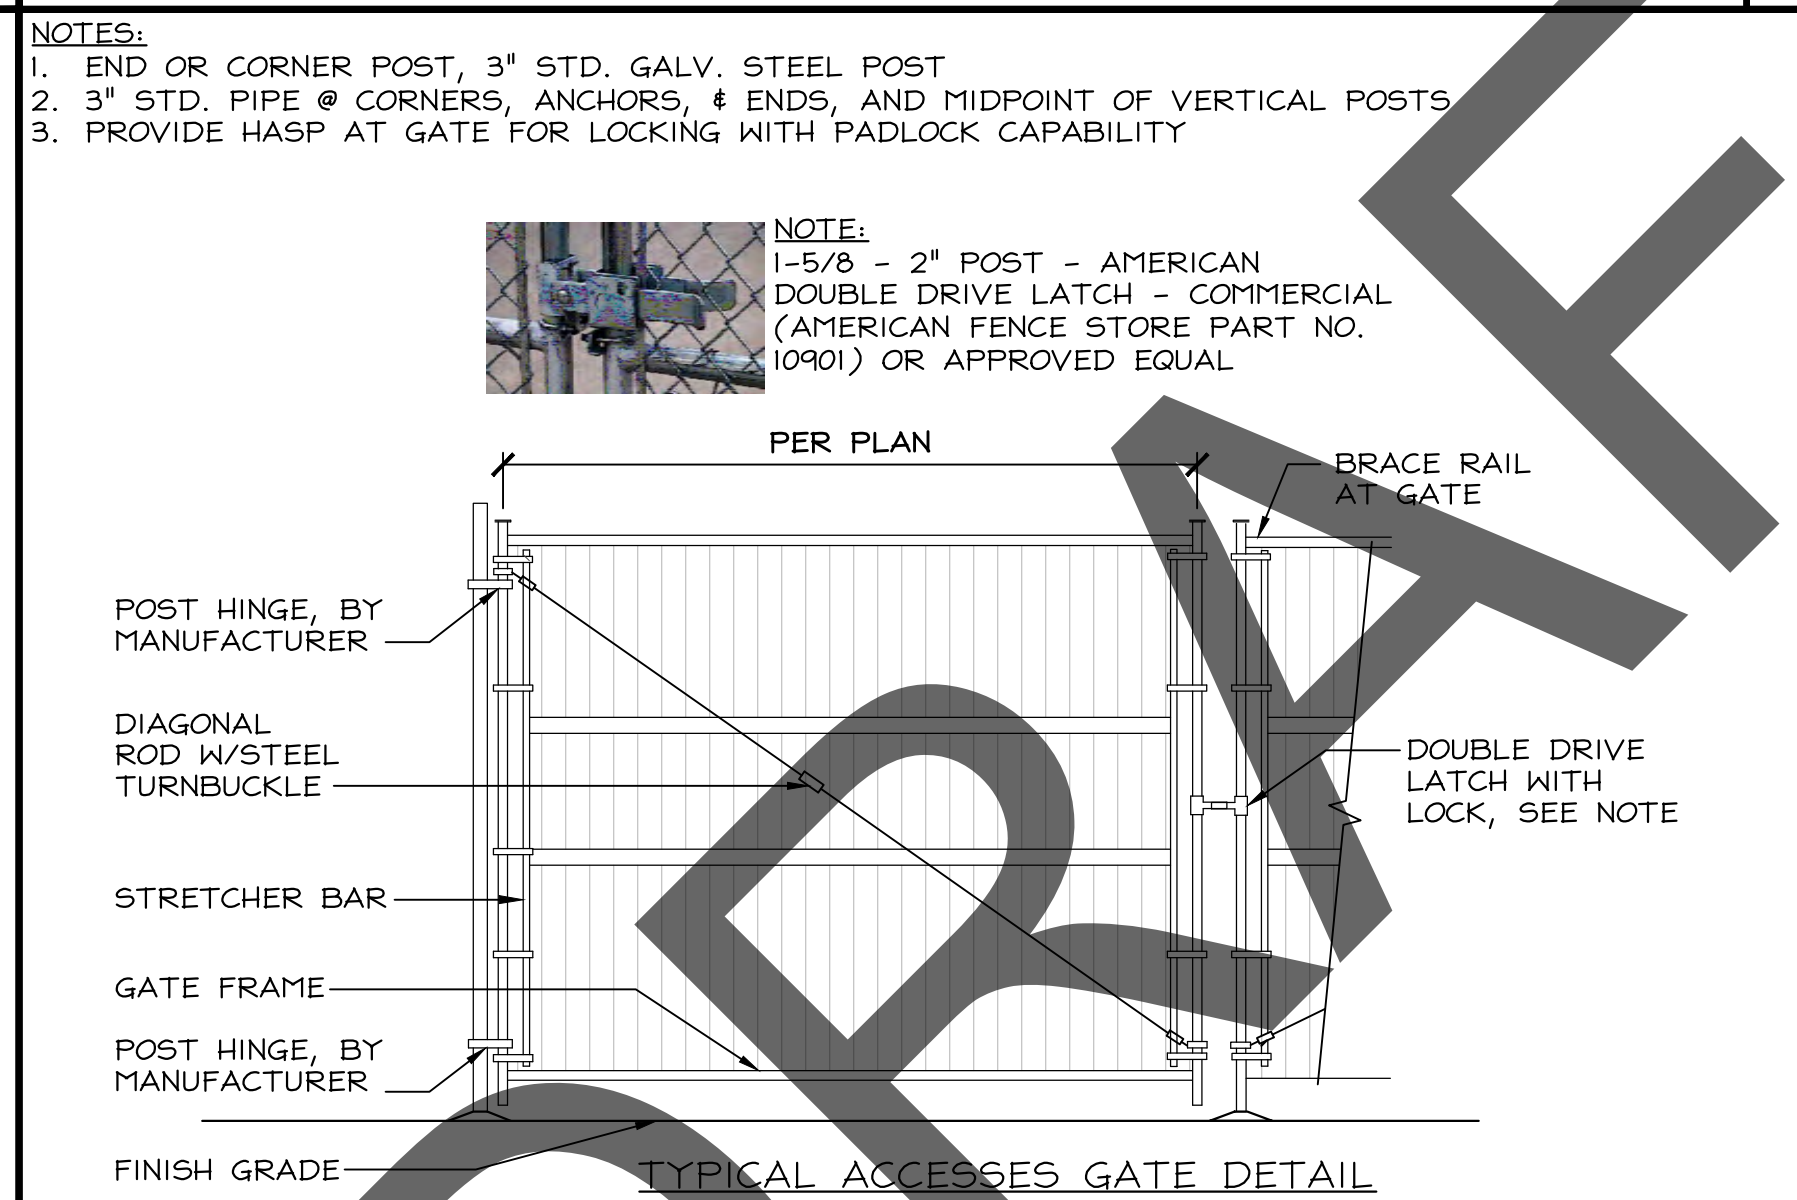 NOTES:
1. END OR CORNER POST, 3" STD. GALV. STEEL POST
2. 3" STD. PIPE @ CORNERS, ANCHORS, & ENDS, AND MIDPOINT OF VERTICAL POSTS
3. PROVIDE HASP AT GATE FOR LOCKING WITH PADLOCK CAPABILITY
NOTE:
1-5/8 - 2" POST - AMERICAN
DOUBLE DRIVE LATCH - COMMERCIAL
(AMERICAN FENCE STORE PART NO.
10901) OR APPROVED EQUAL
PER PLAN
BRACE RAIL
AT GATE
POST HINGE, BY
MANUFACTURER
DIAGONAL
ROD W/STEEL
TURNBUCKLE
DOUBLE DRIVE
LATCH WITH
LOCK, SEE NOTE
STRETCHER BAR
GATE FRAME
POST HINGE, BY
MANUFACTURER
FINISH GRADE
TYPICAL ACCESSES GATE DETAIL